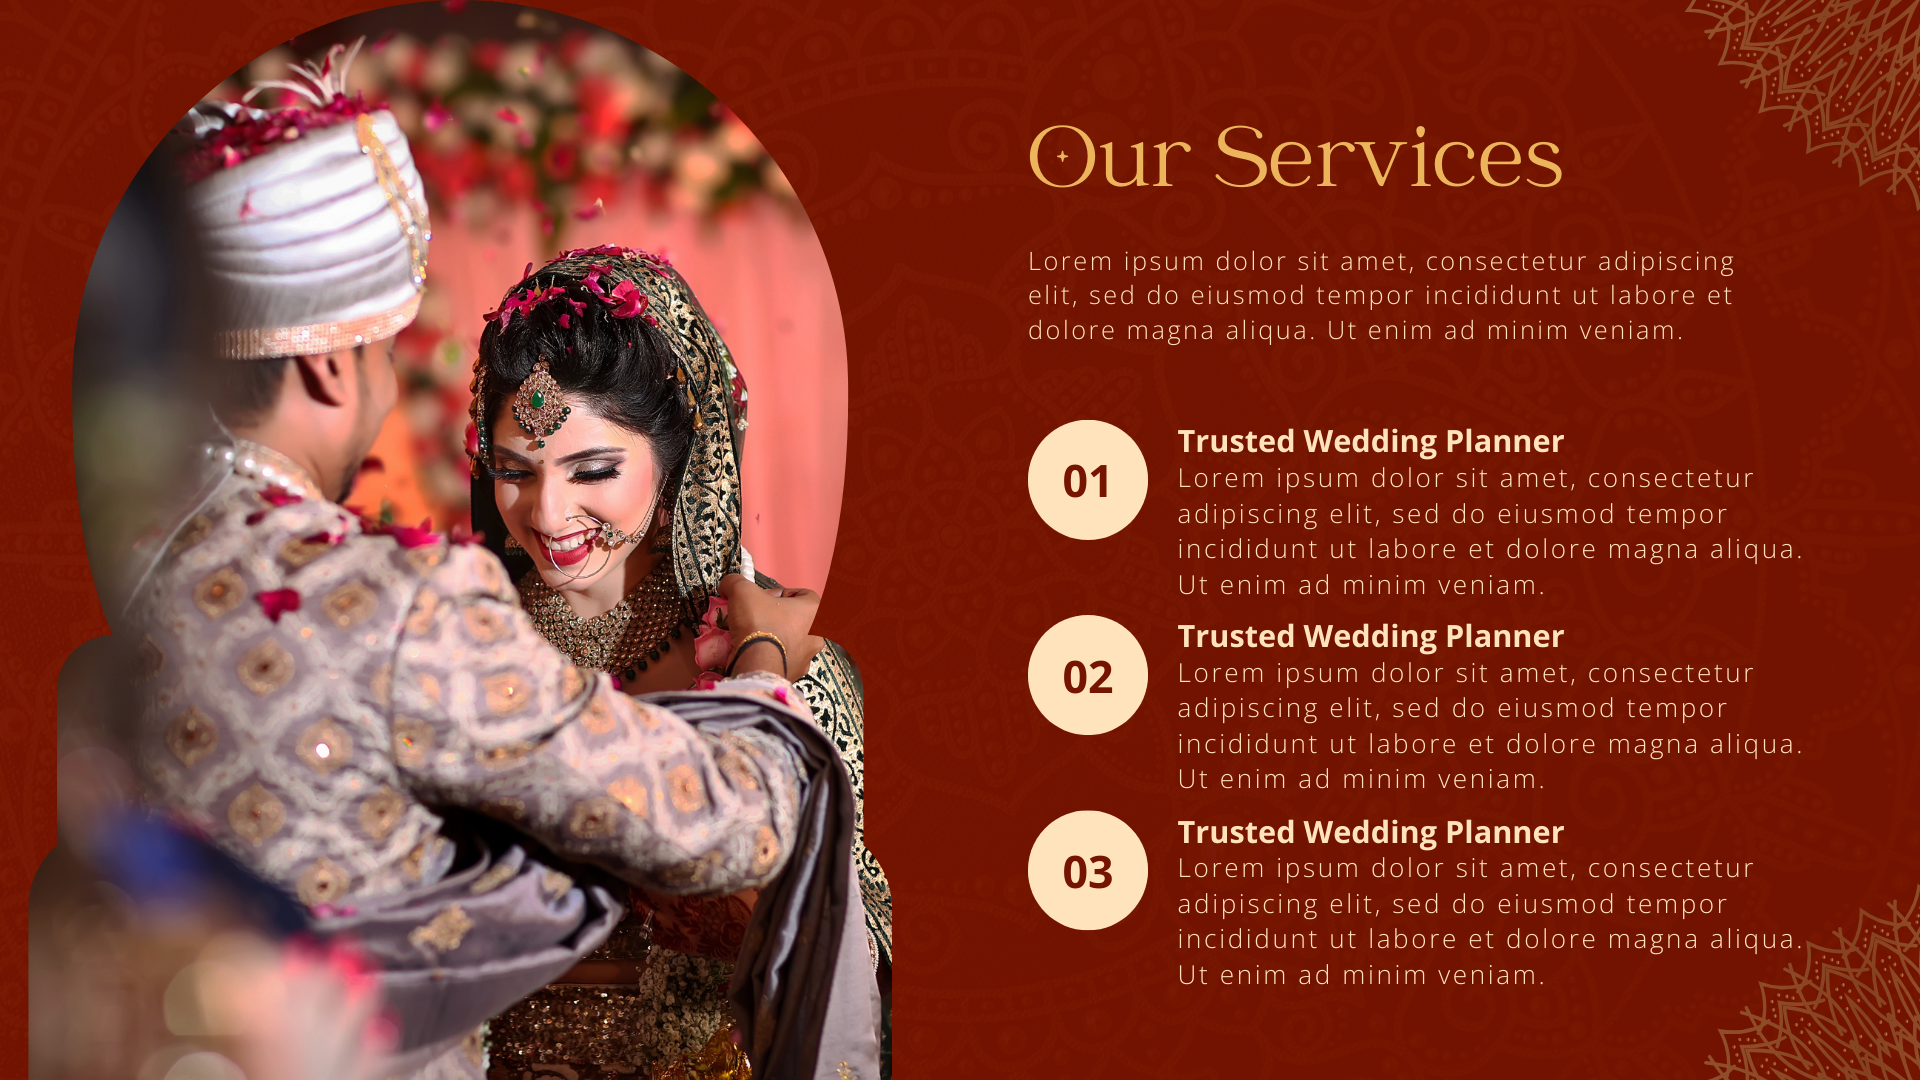 Our Services
Lorem ipsum dolor sit amet, consectetur adipiscing
elit, sed do eiusmod tempor incididunt ut labore et
dolore magna aliqua. Ut enim ad minim veniam.
01
Trusted Wedding Planner
Lorem ipsum dolor sit amet, consectetur
adipiscing elit, sed do eiusmod tempor
incididunt ut labore et dolore magna aliqua.
Ut enim ad minim veniam.
02
Trusted Wedding Planner
Lorem ipsum dolor sit amet, consectetur
adipiscing elit, sed do eiusmod tempor
incididunt ut labore et dolore magna aliqua.
Ut enim ad minim veniam.
03
Trusted Wedding Planner
Lorem ipsum dolor sit amet, consectetur
adipiscing elit, sed do eiusmod tempor
incididunt ut labore et dolore magna aliqua.
Ut enim ad minim veniam.